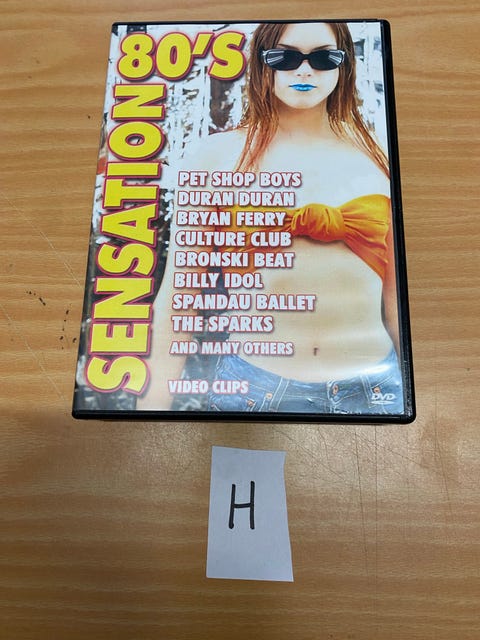 80'S
SENSATION
PET SHOP BOYS
DURAN DURAN
BRYAN FERRY
CULTURE CLUB
BRONSKI BEAT
BILLY IDOL
SPANDAU BALLET
THE SPARKS
AND MANY OTHERS
VIDEO CLIPS
DVD
H